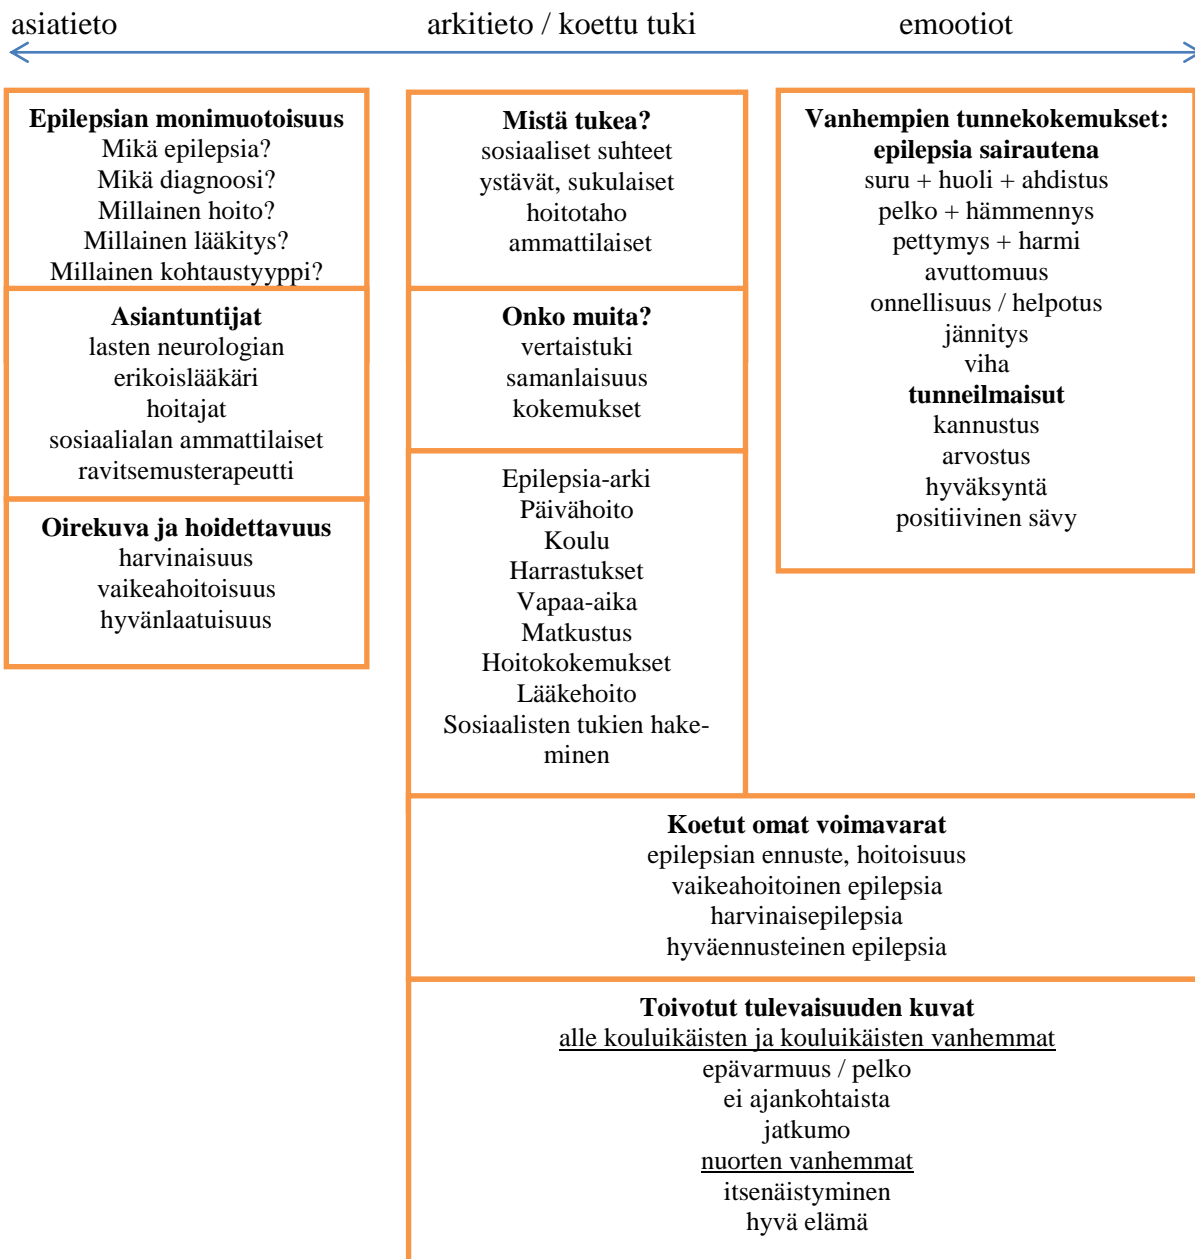 asiatieto
arkitieto / koettu tuki
emootiot
Epilepsian monimuotoisuus
Mikä epilepsia?
Mikä diagnoosi?
Millainen hoito?
Millainen lääkitys?
Millainen kohtaustyyppi?
Asiantuntijat
lasten neurologian
erikoislääkäri
hoitajat
sosiaalialan ammattilaiset
ravitsemusterapeutti
Oirekuva ja hoidettavuus
harvinaisuus
vaikeahoitoisuus
hyvänlaatuisuus
Mistä tukea?
sosiaaliset suhteet
ystävät, sukulaiset
hoitotaho
ammattilaiset
Onko muita?
vertaistuki
samanlaisuus
kokemukset
Epilepsia-arki
Päivähoito
Koulu
Harrastukset
Vapaa-aika
Matkustus
Hoitokokemukset
Lääkehoito
Sosiaalisten tukien hake-
minen
Vanhempien tunnekokemukset:
epilepsia sairautena
suru + huoli + ahdistus
pelko + hämmennys
pettymys + harmi
avuttomuus
onnellisuus / helpotus
jännitys
viha
tunneilmaisut
kannustus
arvostus
hyväksyntä
positiivinen sävy
Koetut omat voimavarat
epilepsian ennuste, hoitoisuus
vaikeahoitoinen epilepsia
harvinaisepilepsia
hyväennusteinen epilepsia
Toivotut tulevaisuuden kuvat
alle kouluikäisten ja kouluikäisten vanhemmat
epävarmuus / pelko
ei ajankohtaista
jatkumo
nuorten vanhemmat
itsenäistyminen
hyvä elämä